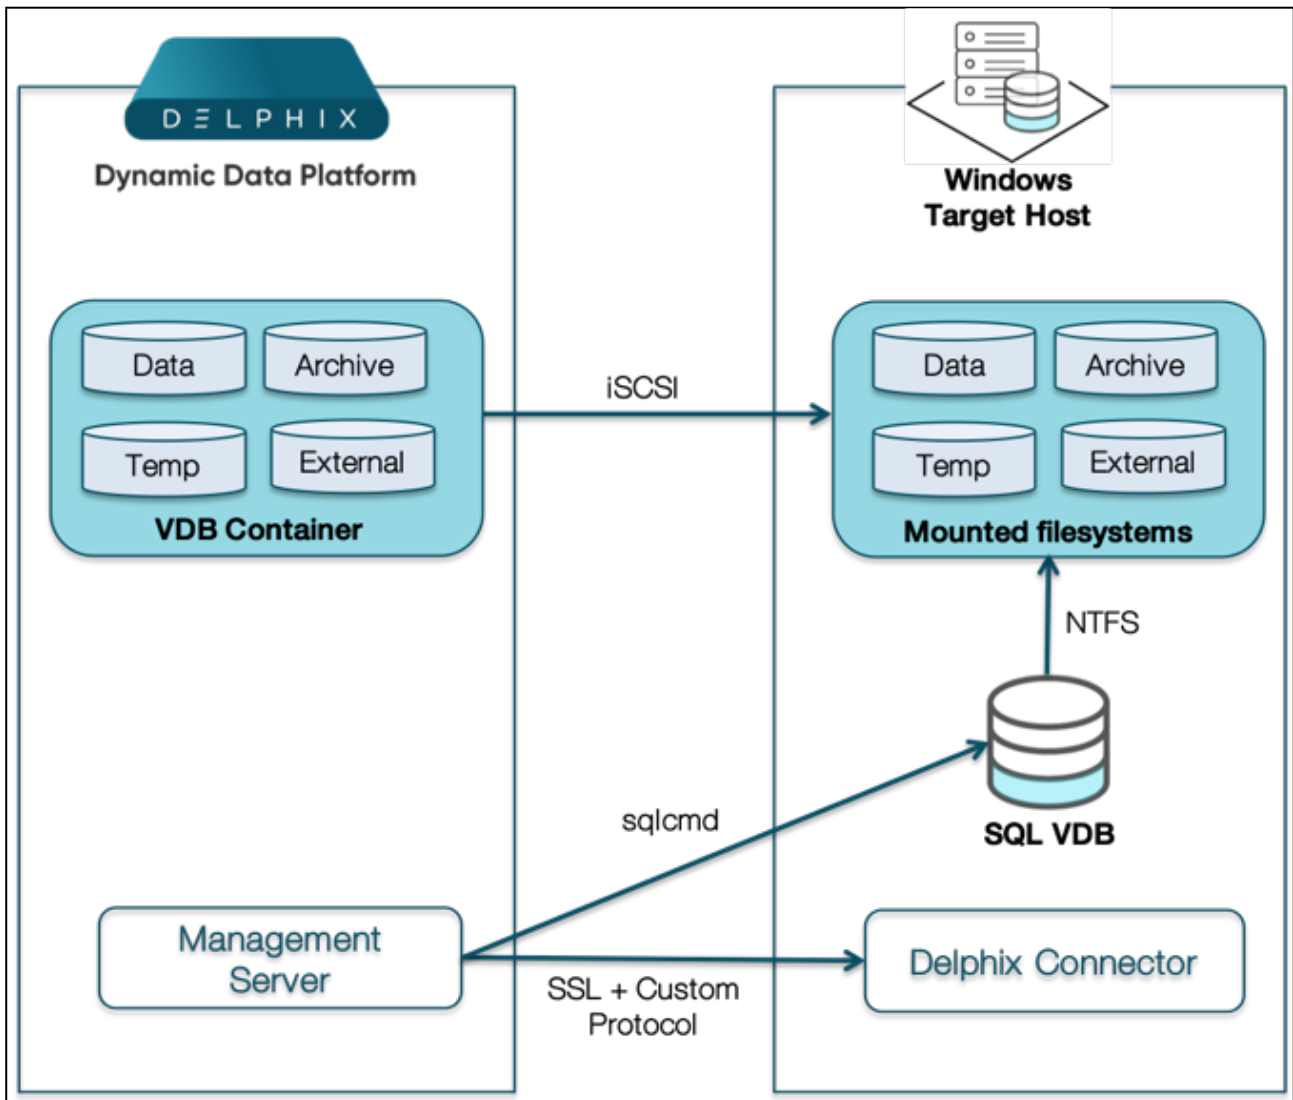 DELPHIX
Dynamic Data Platform
Windows
Target Host
Data
Archive
Temp
External
VDB Container
iSCSI
Data
Archive
Temp
External
Mounted filesystems
NTFS
sqlcmd
SQL VDB
Management
Server
SSL + Custom
Protocol
Delphix Connector